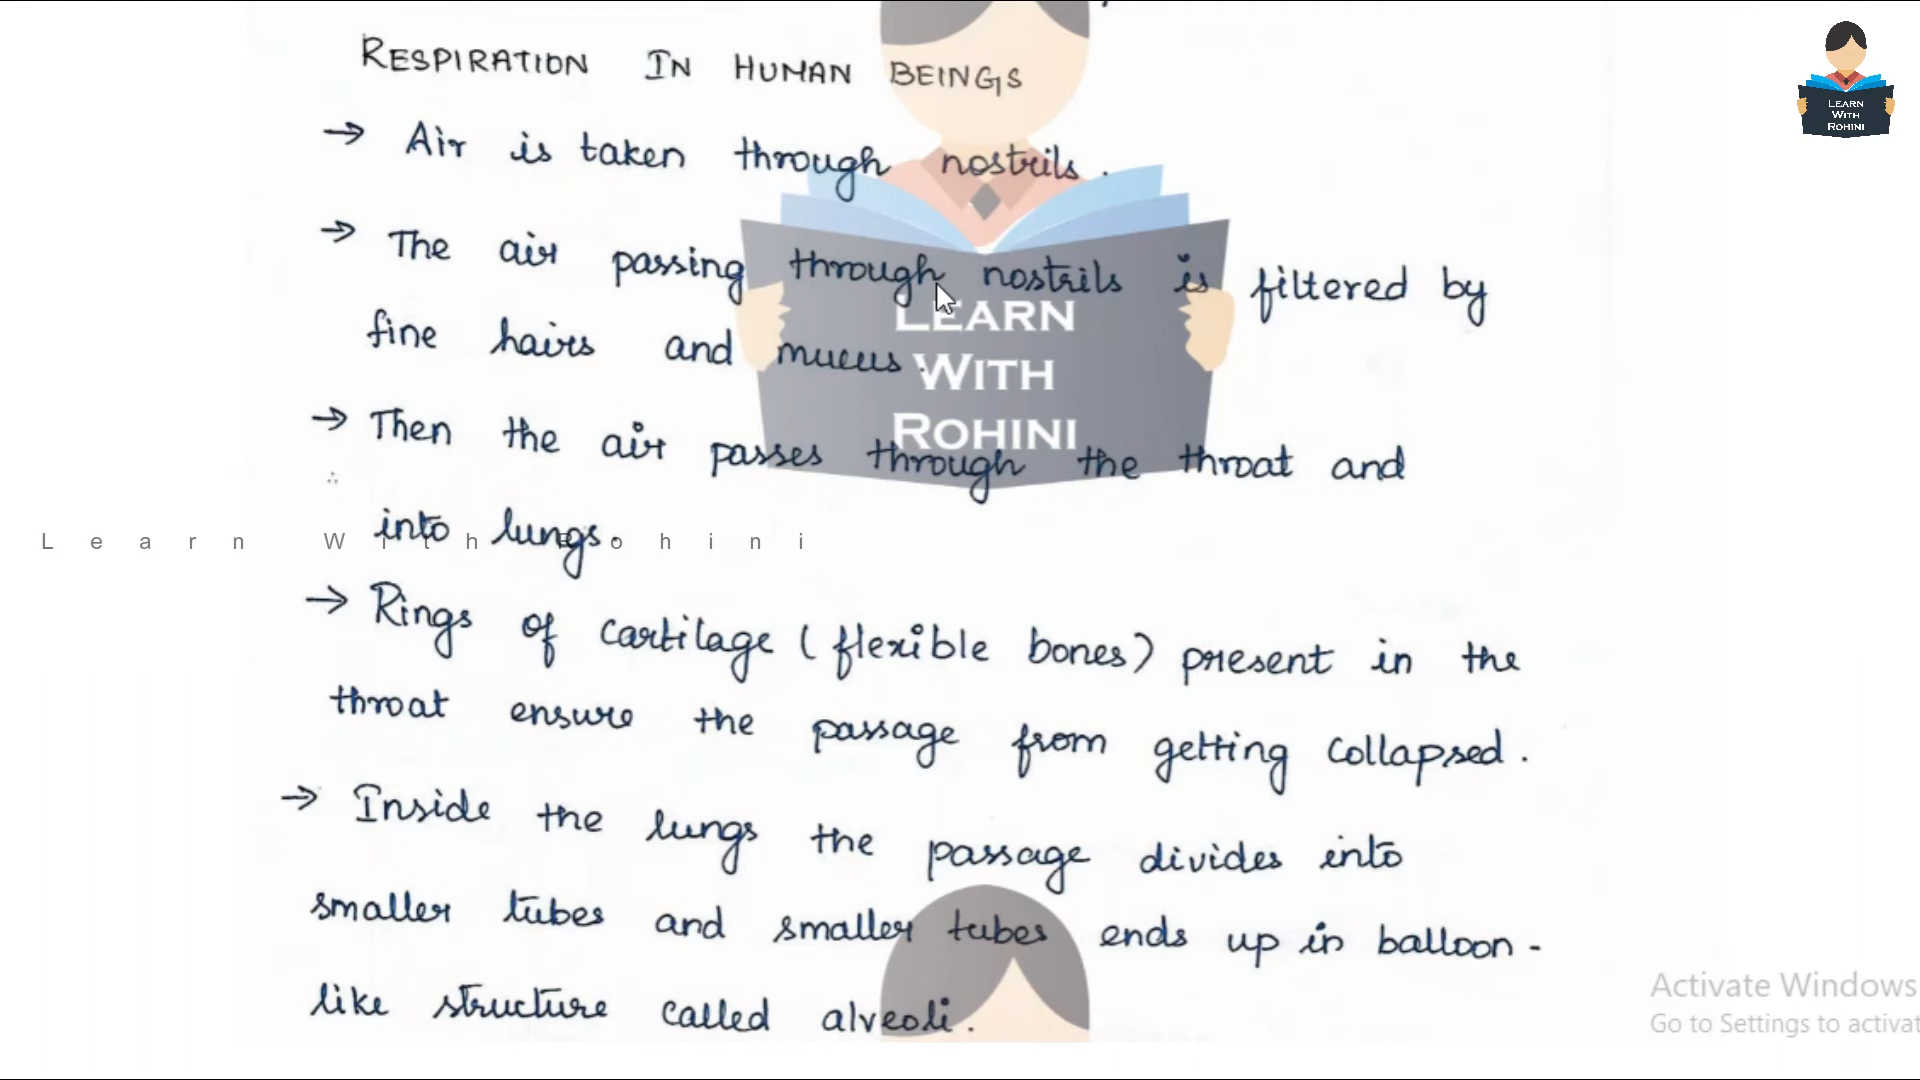 RESPIRATION IN HUMAN BEINGS
→ Air is taken through nostrils.
→ The air passing through nostrils is filtered by
fine hairs and mucus.
→ Then the air passes through the throat and
into lungs.
→ Rings of cartilage (flexible bones) present in the
throat ensure the passage from getting collapsed.
→ Inside the lungs the passage divides into
smaller tubes and smaller tubes ends up in balloon-
like structure called alveoli.
LEARN
WITH
ROHINI
Learn With Rohini
LEARN
WITH
ROHINI
Activate Windows
Go to Settings to activat